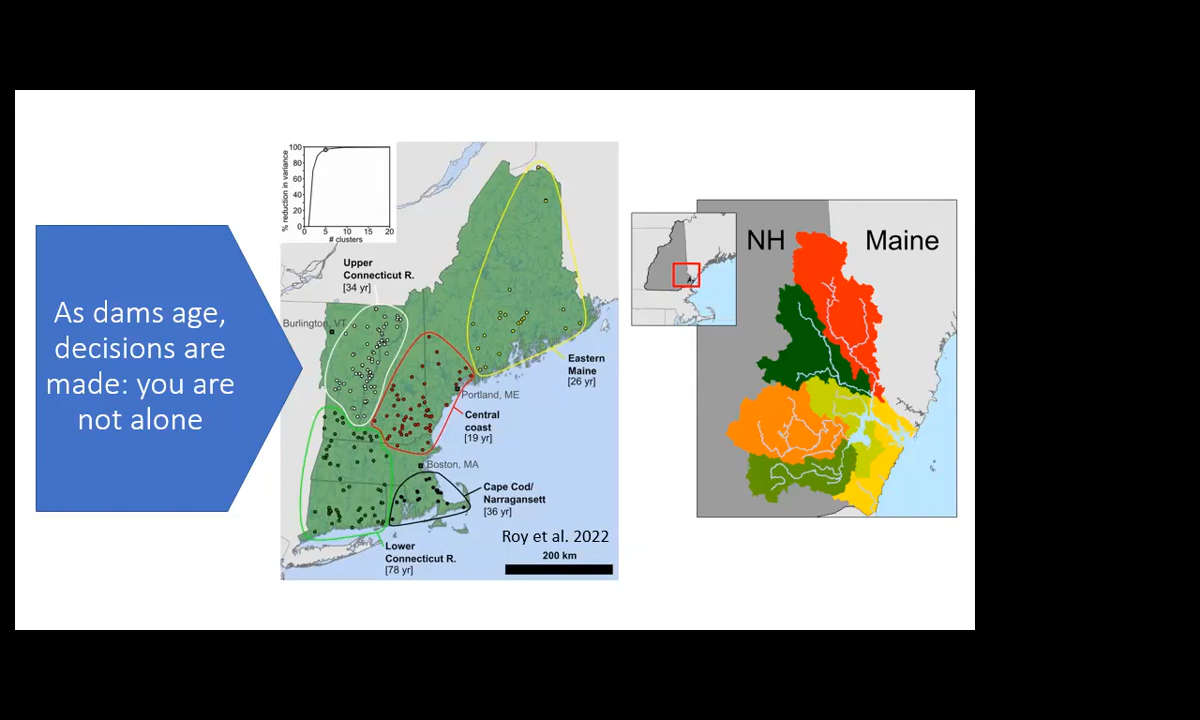 As dams age,
decisions are
made: you are
not alone
% reduction in variance
100
80
60
40
20
0
0
5
10
15
20
# clusters
Upper
Connecticut R.
[34 yr]
Burlington, VT
Eastern
Maine
[26 yr]
Portland, ME
Central
coast
[19 yr]
Boston, MA
Cape Cod/
Narragansett
[36 yr]
Roy et al. 2022
Lower
Connecticut R.
[78 yr]
200 km
NH
Maine